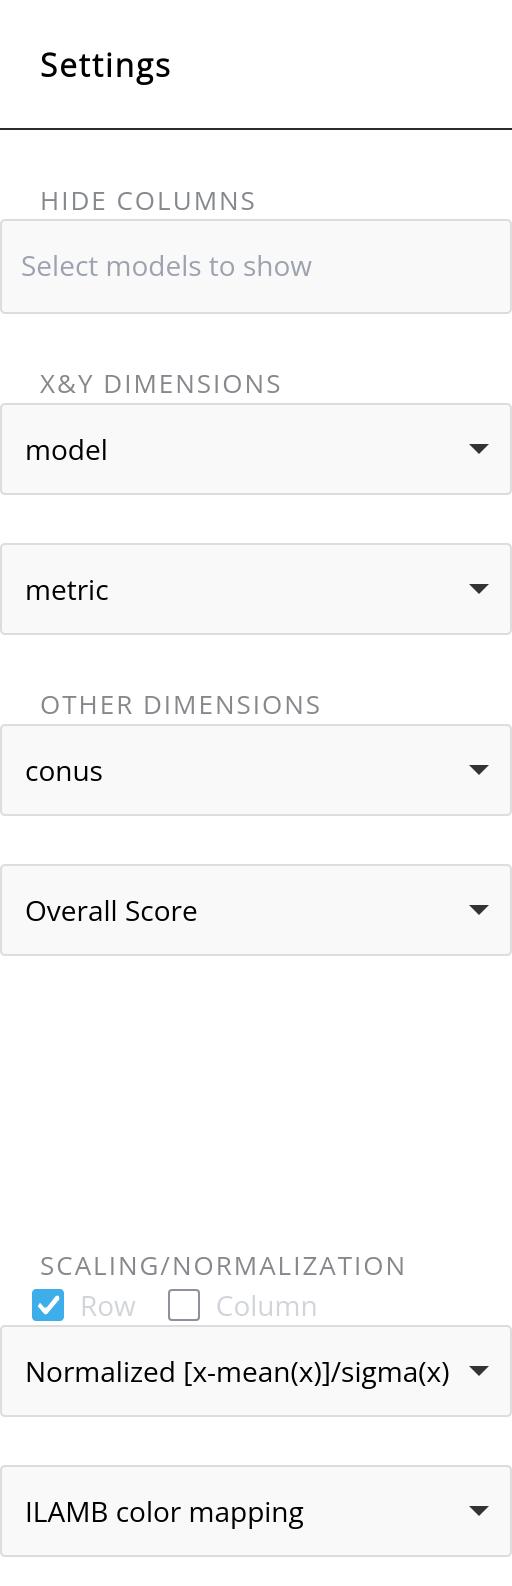 Settings
HIDE COLUMNS
Select models to show
X&Y DIMENSIONS
model
metric
OTHER DIMENSIONS
conus
Overall Score
SCALING/NORMALIZATION
Row Column
Normalized [x-mean(x)]/sigma(x)
ILAMB color mapping